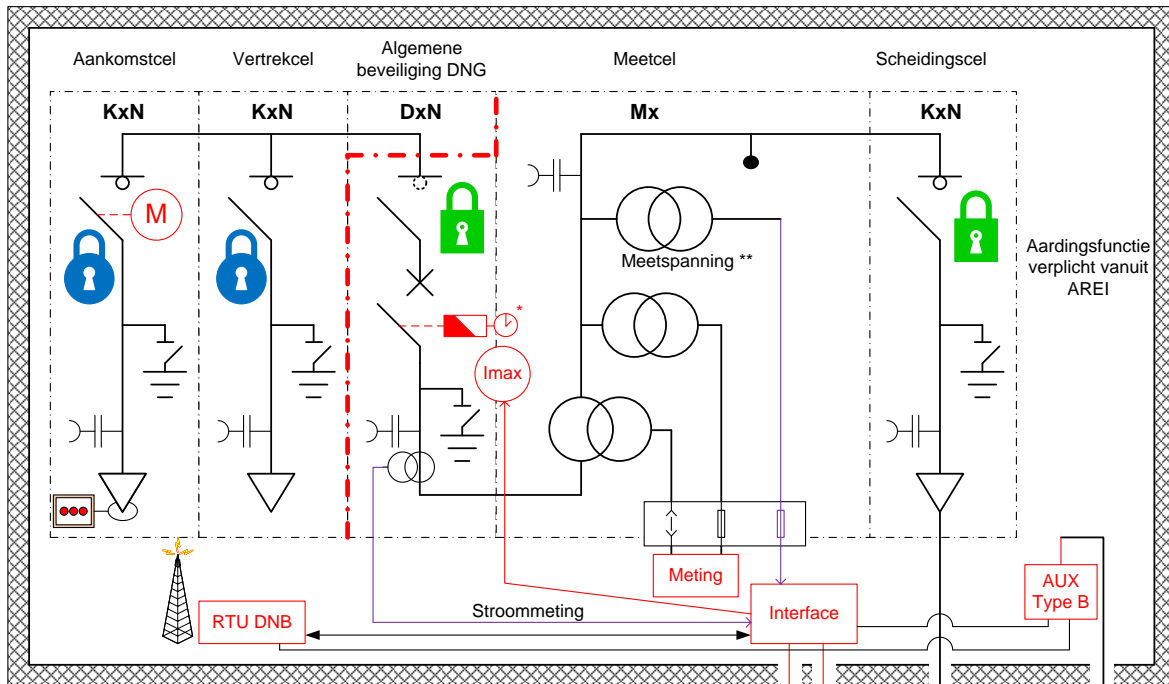 Aankomstcel
Vertrekcel
Algemene
beveiliging DNG
Meetcel
Scheidingscel
KxN
KxN
DxN
Mx
KxN
M
Meetspanning **
*
Imax
Aardingsfunctie
verplicht vanuit
AREI
Meting
Stroommeting
RTU DNB
Interface
AUX
Type B